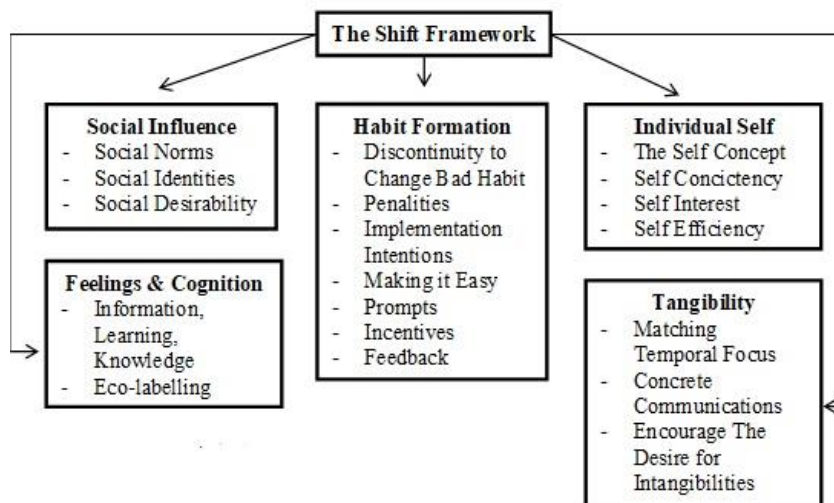 The Shift Framework
Social Influence
- Social Norms
- Social Identities
- Social Desirability
Habit Formation
- Discontinuity to
Change Bad Habit
- Penalities
- Implementation
Intentions
- Making it Easy
- Prompts
- Incentives
- Feedback
Individual Self
- The Self Concept
- Self Concictency
- Self Interest
- Self Efficiency
Feelings & Cognition
- Information,
Learning,
Knowledge
- Eco-labelling
Tangibility
- Matching
Temporal Focus
- Concrete
Communications
- Encourage The
Desire for
Intangibilities